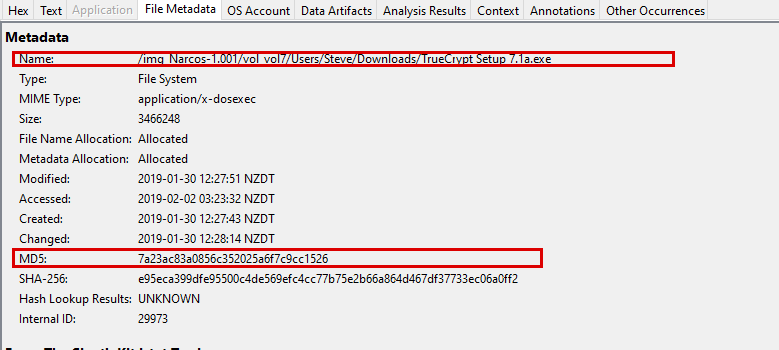 Hex Text Application File Metadata OS Account Data Artifacts Analysis Results Context Annotations Other Occurrences
Metadata
Name: /img_Narcos-1.001/vol_vol7/Users/Steve/Downloads/TrueCrypt Setup 7.1a.exe
Type: File System
MIME Type: application/x-dosexec
Size: 3466248
File Name Allocation: Allocated
Metadata Allocation: Allocated
Modified: 2019-01-30 12:27:51 NZDT
Accessed: 2019-02-02 03:23:32 NZDT
Created: 2019-01-30 12:27:43 NZDT
Changed: 2019-01-30 12:28:14 NZDT
MD5: 7a23ac83a0856c352025a6f7c9cc1526
SHA-256: e95eca399dfe95500c4de569efc4cc77b75e2b66a864d467df37733ec06a0ff2
Hash Lookup Results: UNKNOWN
Internal ID: 29973